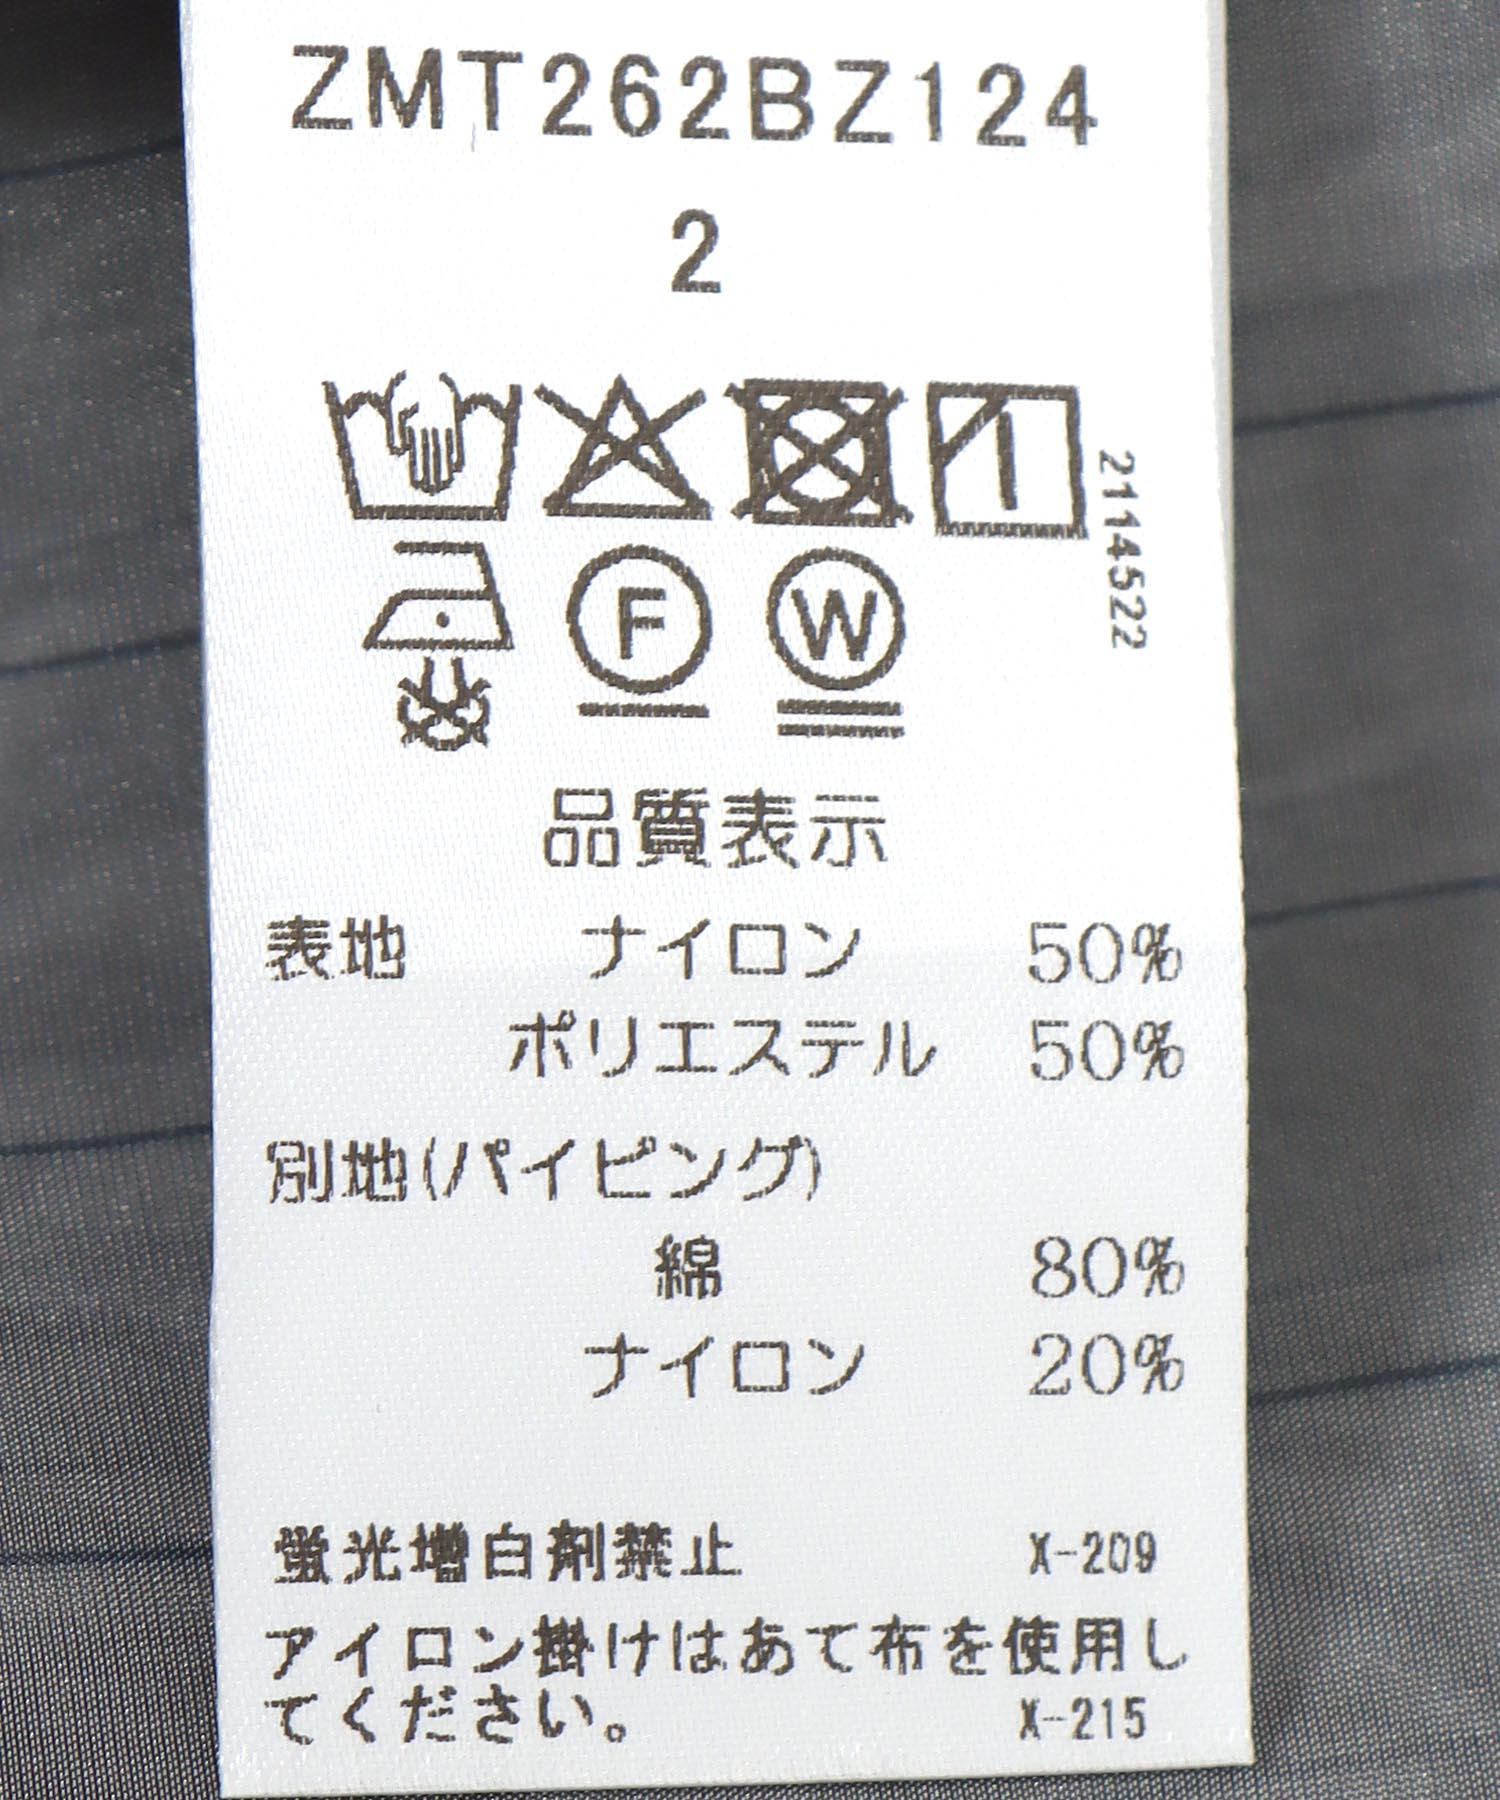 ZMT262BZ124
2
2114522
F
W
品質表示
表地 ナイロン 50%
ポリエステル 50%
別地(パイピング)
綿 80%
ナイロン 20%
蛍光増白剤禁止 X-209
アイロン掛けはあて布を使用し
てください。 X-215